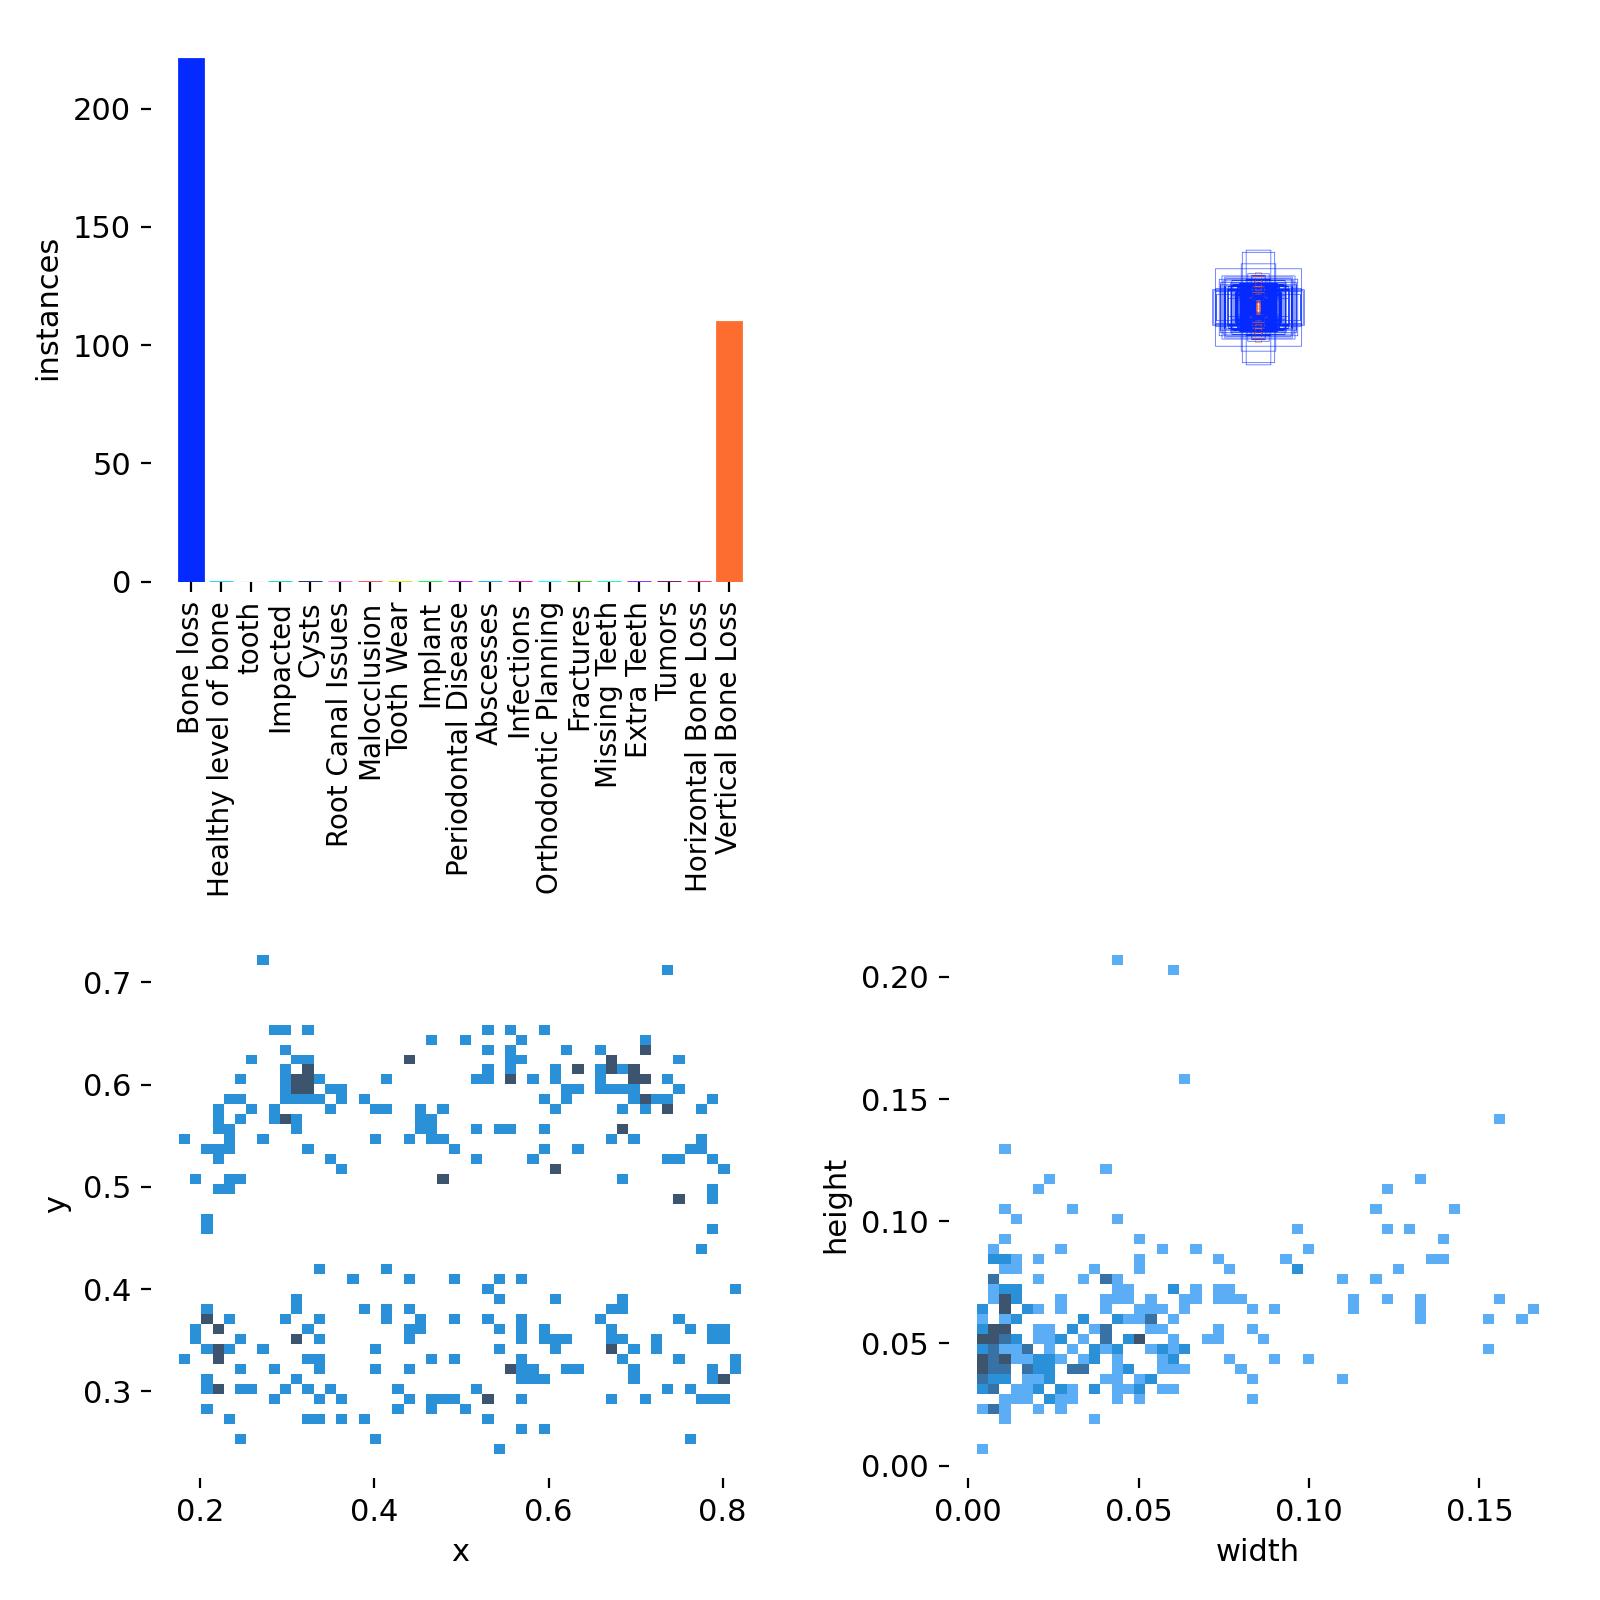 200
150
100
50
0
instances
Bone loss
Healthy level of bone
tooth
Impacted
Cysts
Root Canal Issues
Malocclusion
Tooth Wear
Implant
Periodontal Disease
Abscesses
Infections
Orthodontic Planning
Fractures
Missing Teeth
Extra Teeth
Tumors
Horizontal Bone Loss
Vertical Bone Loss
0.7
0.6
0.5
0.4
0.3
y
0.2 0.4 0.6 0.8
x
0.20
0.15
0.10
0.05
0.00
height
0.00 0.05 0.10 0.15
width